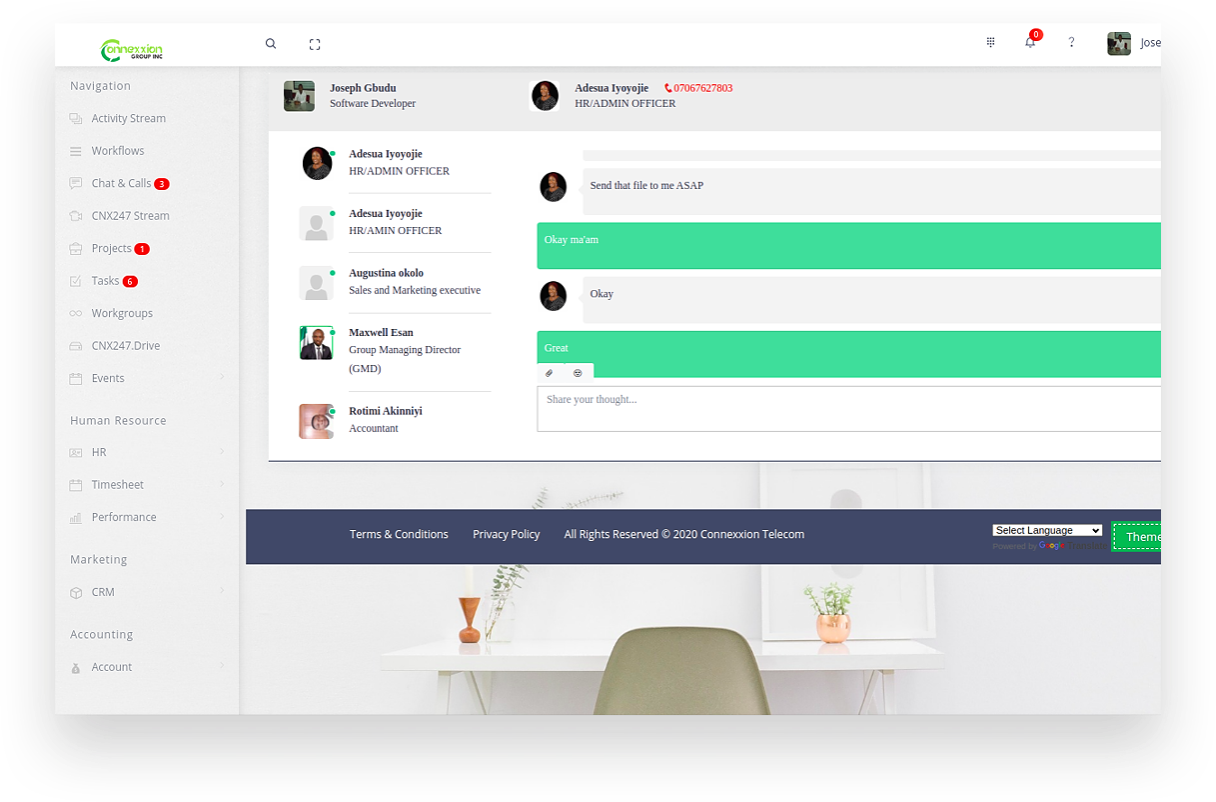 Connexxion
GROUP INC
0
?
Jose
Navigation
Activity Stream
Workflows
Chat & Calls 3
CNX247 Stream
Projects 1
Tasks 6
Workgroups
CNX247.Drive
Events
Human Resource
HR
Timesheet
Performance
Marketing
CRM
Accounting
Account
Joseph Gbudu
Software Developer
Adesua Iyoyojie 07067627803
HR/ADMIN OFFICER
Adesua Iyoyojie
HR/ADMIN OFFICER
Adesua Iyoyojie
HR/AMIN OFFICER
Augustina okolo
Sales and Marketing executive
Maxwell Esan
Group Managing Director
(GMD)
Rotimi Akinniyi
Accountant
Send that file to me ASAP
Okay ma'am
Okay
Great
Share your thought...
Terms & Conditions Privacy Policy All Rights Reserved © 2020 Connexxion Telecom
Select Language
Powered by Google Translate
Theme